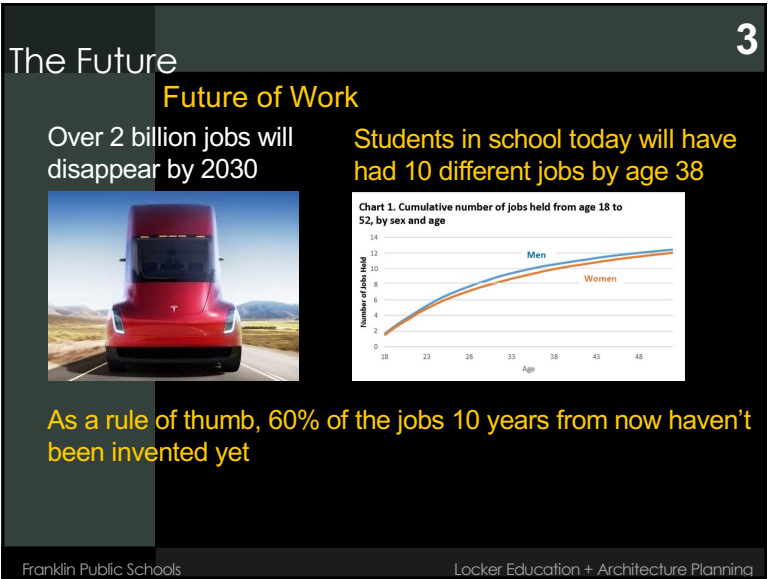 3
The Future
Future of Work
Over 2 billion jobs will
disappear by 2030
Students in school today will have
had 10 different jobs by age 38
Chart 1. Cumulative number of jobs held from age 18 to
52, by sex and age
Number of Jobs Held
14
12
10
8
6
4
2
0
Men
Women
18 23 28 33 38 43 48
Age
As a rule of thumb, 60% of the jobs 10 years from now haven’t
been invented yet
Franklin Public Schools
Locker Education + Architecture Planning